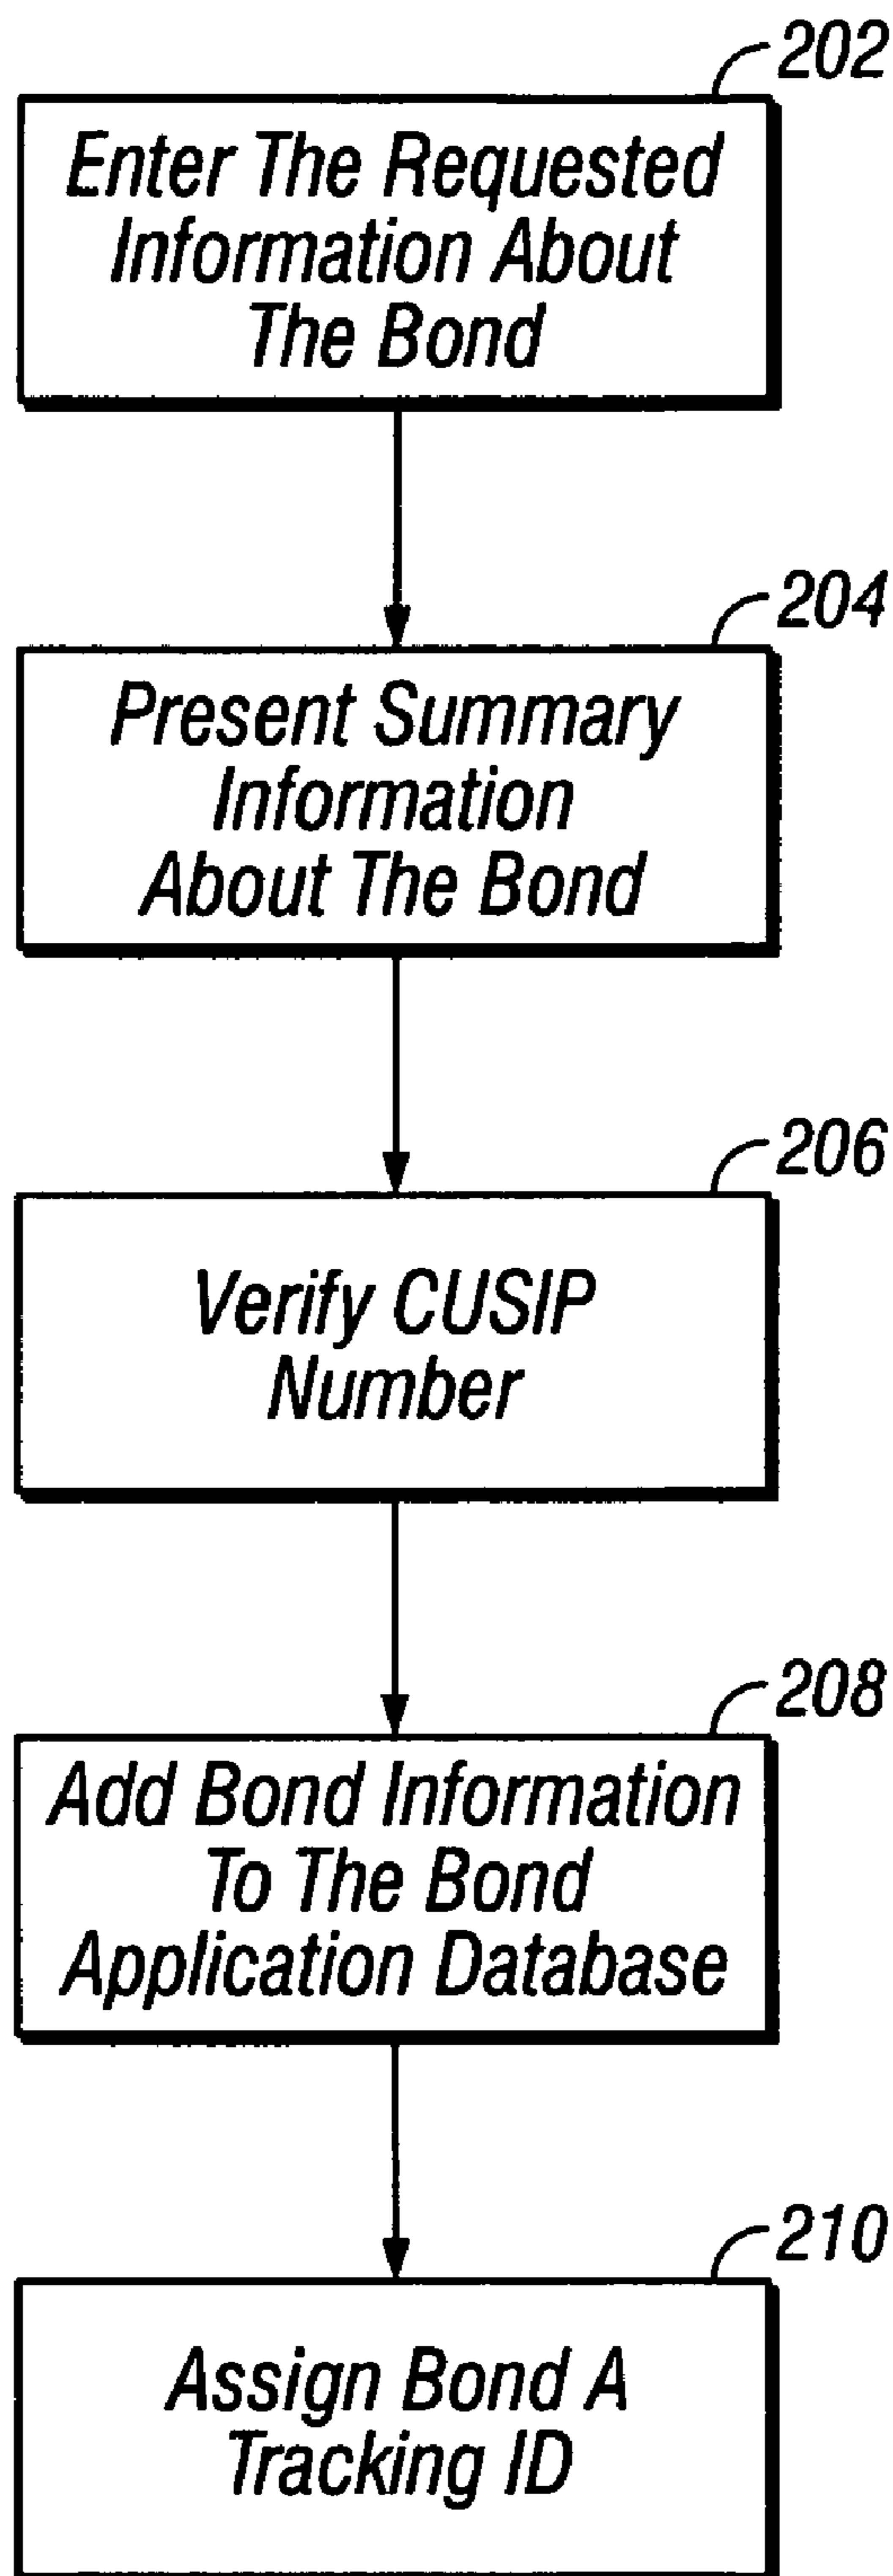 202
Enter The Requested
Information About
The Bond
204
Present Summary
Information
About The Bond
206
Verify CUSIP
Number
208
Add Bond Information
To The Bond
Application Database
210
Assign Bond A
Tracking ID